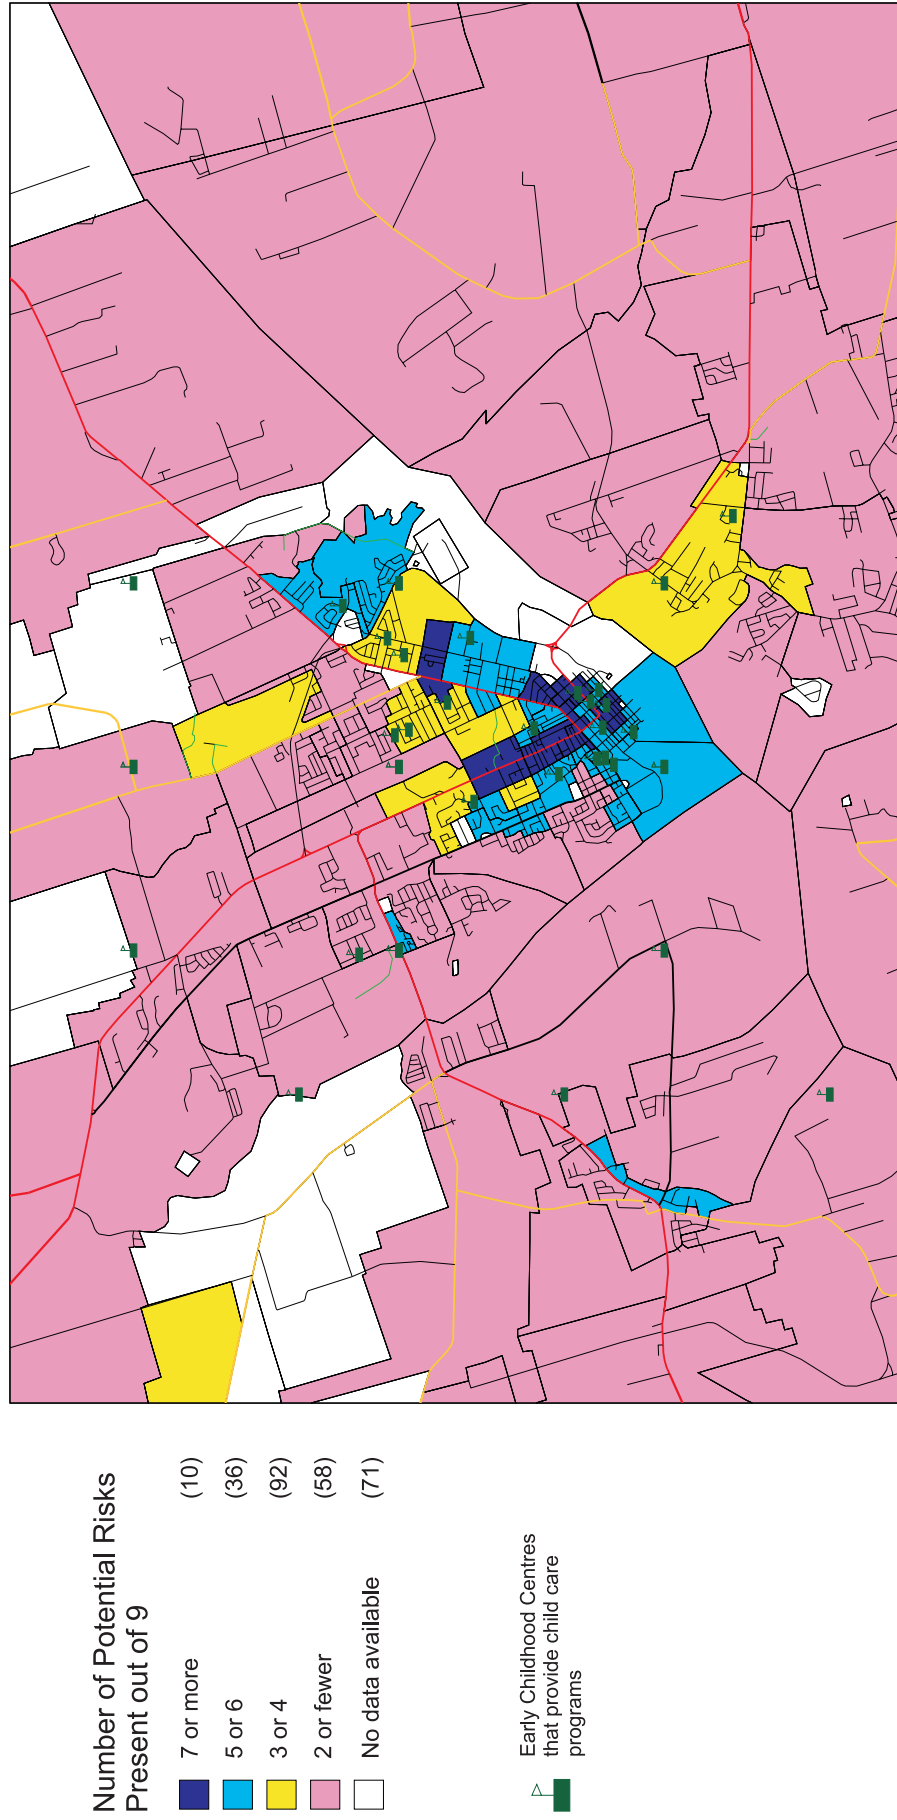 Number of Potential Risks
Present out of 9
7 or more (10)
5 or 6 (36)
3 or 4 (92)
2 or fewer (58)
No data available (71)
Early Childhood Centres
that provide child care
programs